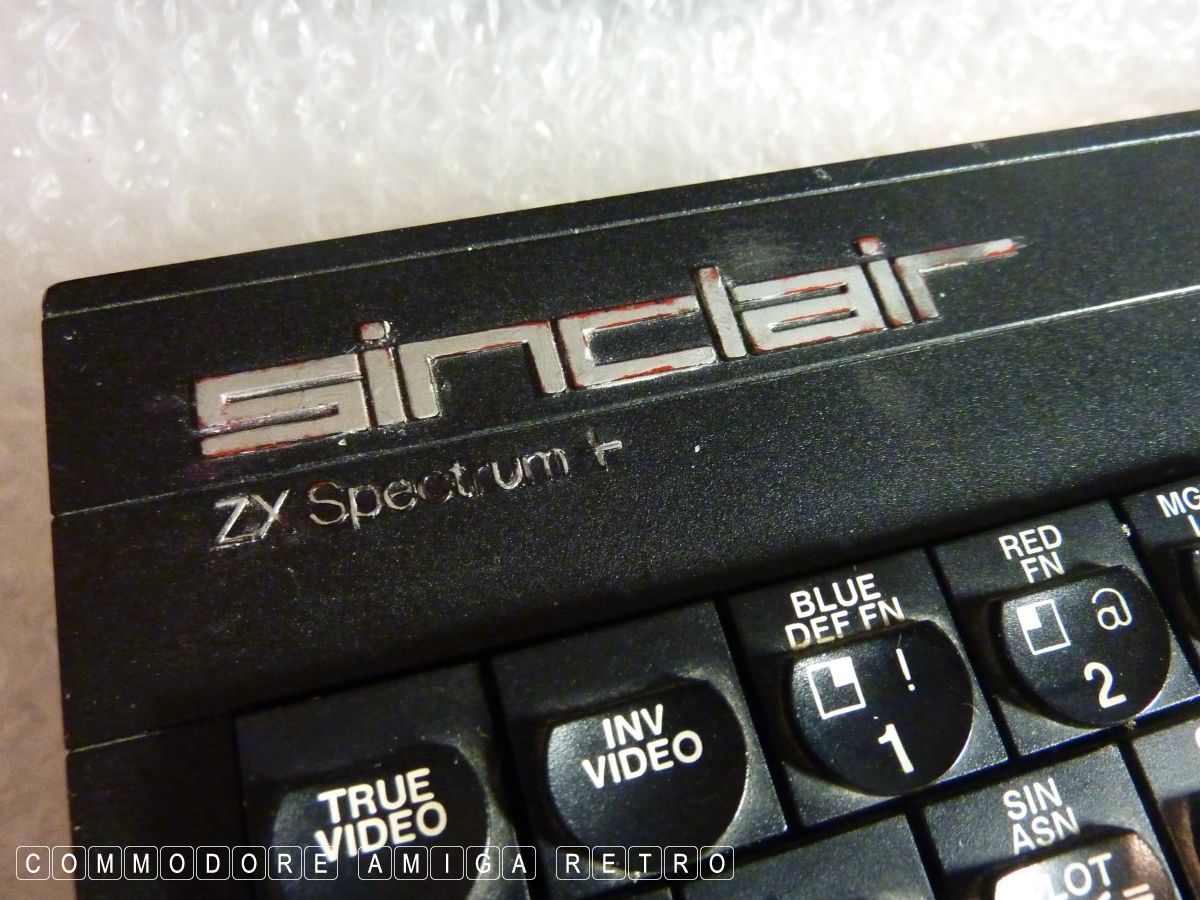 sinclair
ZX Spectrum +
BLUE
DEF FN
! 
1
RED
FN
@
2
INV
VIDEO
TRUE
VIDEO
SIN
ASN
COMMODORE AMIGA RETRO